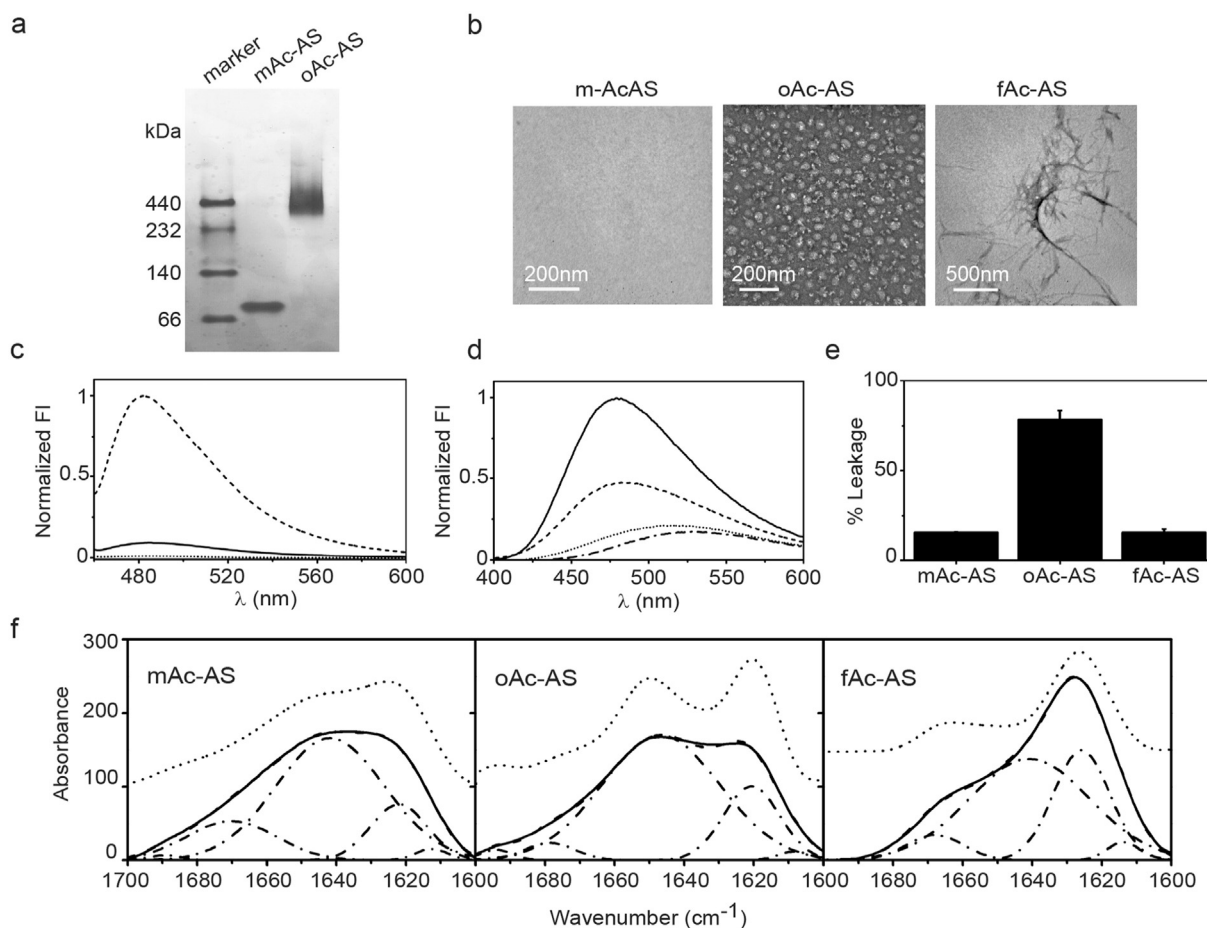 a
marker
mAc-AS
oAc-AS
kDa
440
232
140
66
b
m-AcAS
oAc-AS
fAc-AS
200nm
200nm
500nm
c
Normalized FI
1
0.5
0
480 520 560 600
λ (nm)
d
Normalized FI
1
0.5
0
400 450 500 550 600
λ (nm)
e
% Leakage
100
50
0
mAc-AS oAc-AS fAc-AS
f
Absorbance
300
200
100
0
mAc-AS
oAc-AS
fAc-AS
1700 1680 1660 1640 1620 1600 1680 1660 1640 1620 1600 1680 1660 1640 1620 1600
Wavenumber (cm⁻¹)